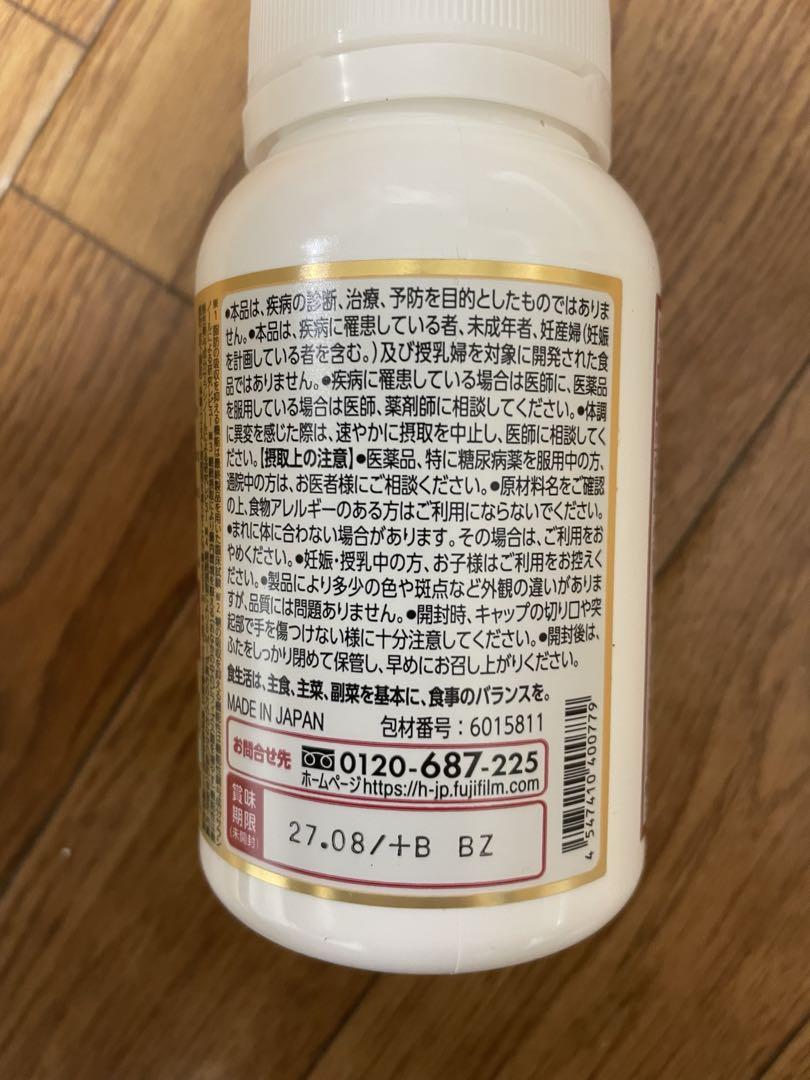 ●本品は、疾病の診断、治療、予防を目的としたものではありま
せん。●本品は、疾病に罹患している者、未成年者、妊産婦(妊娠
を計画している者を含む。)及び授乳婦を対象に開発された食
品ではありません。●疾病に罹患している場合は医師に、医薬品
を服用している場合は医師、薬剤師に相談してください。●体調
に異変を感じた際は、速やかに摂取を中止し、医師に相談してく
ださい。【摂取上の注意】●医薬品、特に糖尿病薬を服用中の方、
通院中の方は、お医者様にご相談ください。●原材料名をご確認
の上、食物アレルギーのある方はご利用にならないでください。
●まれに体に合わない場合があります。その場合は、ご利用をお
やめください。●妊娠・授乳中の方、お子様はご利用をお控えく
ださい。●製品により多少の色や斑点など外観の違いがありま
すが、品質には問題ありません。●開封時、キャップの切り口や突
起部で手を傷つけない様に十分注意してください。●開封後は、
ふたをしっかり閉めて保管し、早めにお召し上がりください。
食生活は、主食、主菜、副菜を基本に、食事のバランスを。
MADE IN JAPAN 包材番号:6015811
お問合せ先 0120-687-225
ホームページhttps://h-jp.fujifilm.com
賞味
期限
(未開封)
27.08/+B BZ
4 547410 400779